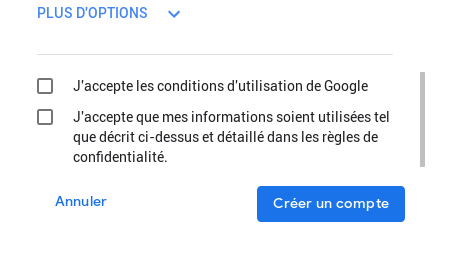 PLUS D'OPTIONS
J'accepte les conditions d'utilisation de Google
J'accepte que mes informations soient utilisées tel
que décrit ci-dessus et détaillé dans les règles de
confidentialité.
Annuler
Créer un compte